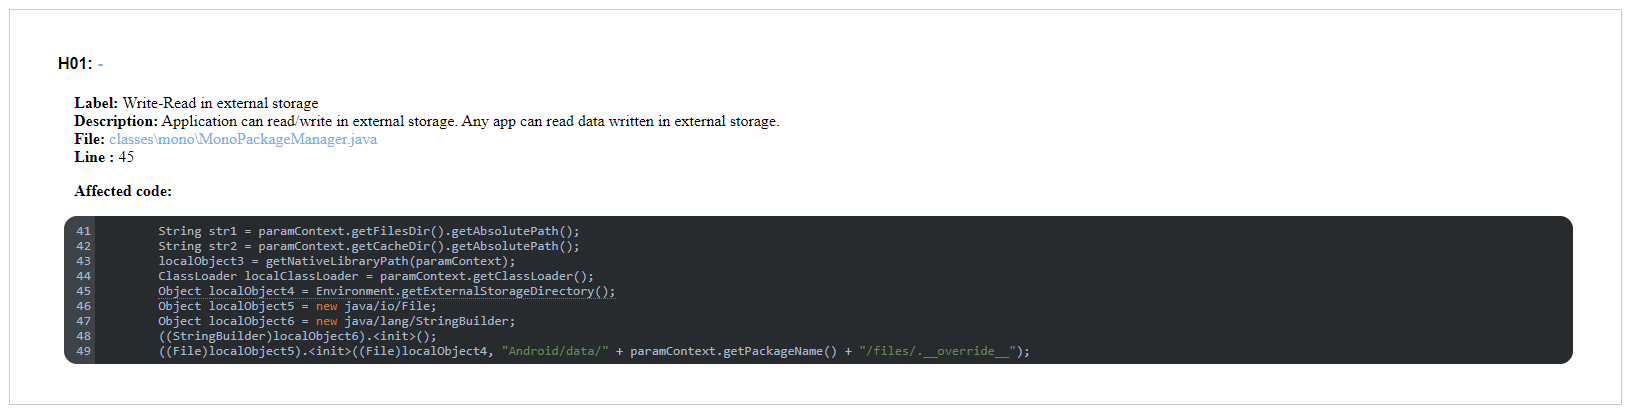 H01: -
Label: Write-Read in external storage
Description: Application can read/write in external storage. Any app can read data written in external storage.
File: classes\mono\MonoPackageManager.java
Line : 45
Affected code:
41 String str1 = paramContext.getFilesDir().getAbsolutePath();
42 String str2 = paramContext.getCacheDir().getAbsolutePath();
43 localObject3 = getNativeLibraryPath(paramContext);
44 ClassLoader localClassLoader = paramContext.getClassLoader();
45 Object localObject4 = Environment.getExternalStorageDirectory();
46 Object localObject5 = new java/io/File;
47 Object localObject6 = new java/lang/StringBuilder;
48 ((StringBuilder)localObject6).<init>();
49 ((File)localObject5).<init>((File)localObject4, "Android/data/" + paramContext.getPackageName() + "/files/.__override__");